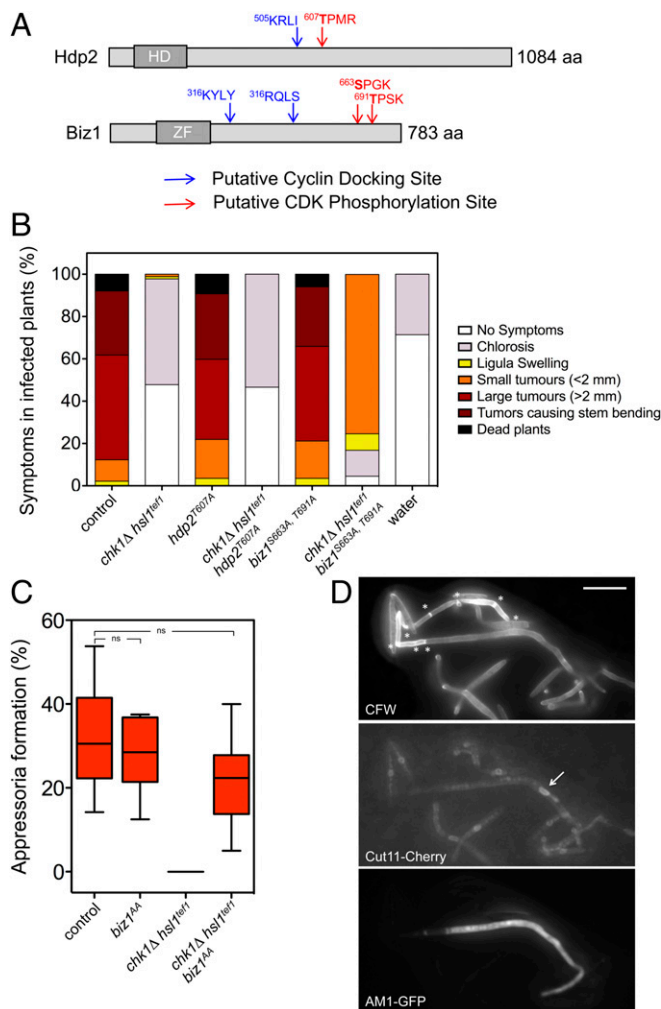 A
505KRLI
607TPMR
Hdp2
HD
1084 aa
316KYLY
316RQLS
663SPGK
691TPSK
Biz1
ZF
783 aa
Putative Cyclin Docking Site
Putative CDK Phosphorylation Site
B
Symptoms in infected plants (%)
100
80
60
40
20
0
control
chk1Δ hsl1tef1
hdp2T607A
chk1Δ hsl1tef1
hdp2T607A
biz1S663A, T691A
chk1Δ hsl1tef1
biz1S663A, T691A
water
No Symptoms
Chlorosis
Ligula Swelling
Small tumours (<2 mm)
Large tumours (>2 mm)
Tumors causing stem bending
Dead plants
C
Appressoria formation (%)
60
40
20
0
ns
ns
control
biz1AA
chk1Δ hsl1tef1
chk1Δ hsl1tef1
biz1AA
D
CFW
Cut11-Cherry
AM1-GFP